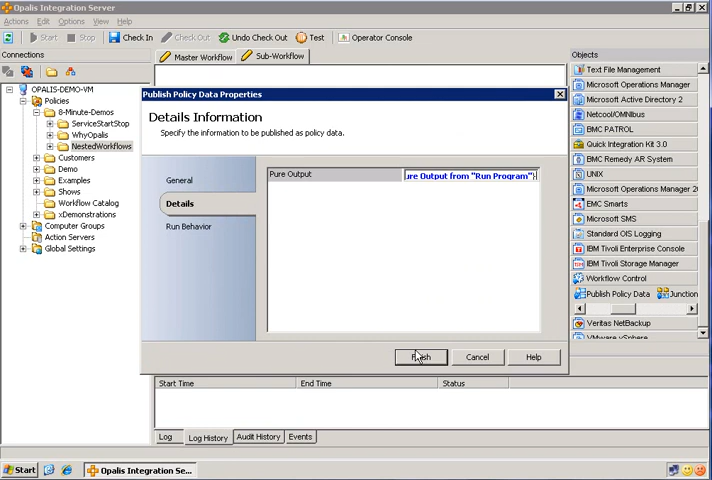 Opalis Integration Server
Actions Edit Options View Help
Start Stop Check In Check Out Undo Check Out Test Operator Console
Connections
OPALIS-DEMO-VM
Policies
8-Minute-Demos
ServiceStartStop
WhyOpalis
NestedWorkflows
Customers
Demo
Examples
Shows
Workflow Catalog
xDemonstrations
Computer Groups
Action Servers
Global Settings
Master Workflow Sub-Workflow
Publish Policy Data Properties
Details Information
Specify the information to be published as policy data.
General
Details
Run Behavior
Pure Output ure Output from "Run Program"}
Finish Cancel Help
Objects
Text File Management
Microsoft Operations Manager
Microsoft Active Directory 2
Netcool/OMNIbus
BMC PATROL
Quick Integration Kit 3.0
BMC Remedy AR System
UNIX
Microsoft Operations Manager 2
EMC Smarts
Microsoft SMS
Standard OIS Logging
IBM Tivoli Enterprise Console
IBM Tivoli Storage Manager
Workflow Control
Publish Policy Data Junction
Veritas NetBackup
VMware vSphere
Start Time End Time Status
Log Log History Audit History Events
Start Opalis Integration Se...